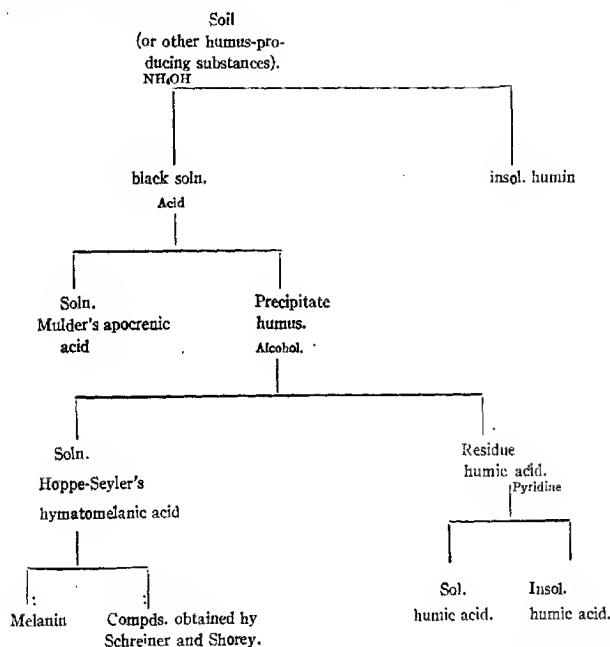 Soil
(or other humus-pro-
ducing substances).
NH₄OH
black soln.
insol. humin
Acid
Soln.
Mulder's apocrenic
acid
Precipitate
humus.
Alcohol.
Soln.
Hoppe-Seyler's
hymatomelanic acid
Residue
humic acid.
Pyridine
Melanin
Compds. obtained by
Schreiner and Shorey.
Sol.
humic acid.
Insol.
humic acid.